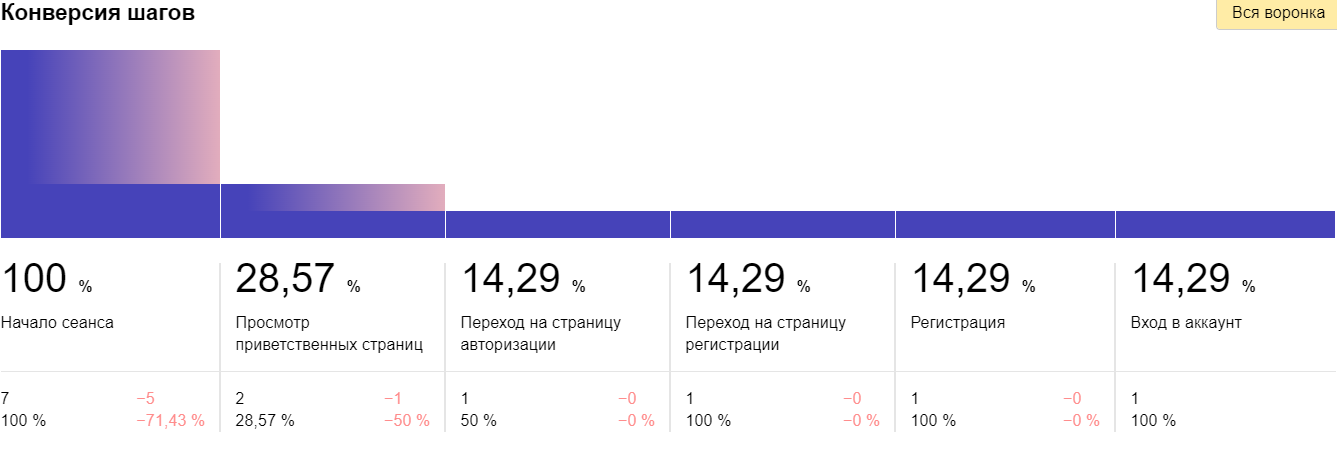 Конверсия шагов
Вся воронка
100 %
28,57 %
14,29 %
14,29 %
14,29 %
14,29 %
Начало сеанса
Просмотр
приветственных страниц
Переход на страницу
авторизации
Переход на страницу
регистрации
Регистрация
Вход в аккаунт
7 −5
100 % −71,43 %
2 −1
28,57 % −50 %
1 −0
50 % −0 %
1 −0
100 % −0 %
1 −0
100 % −0 %
1
100 %